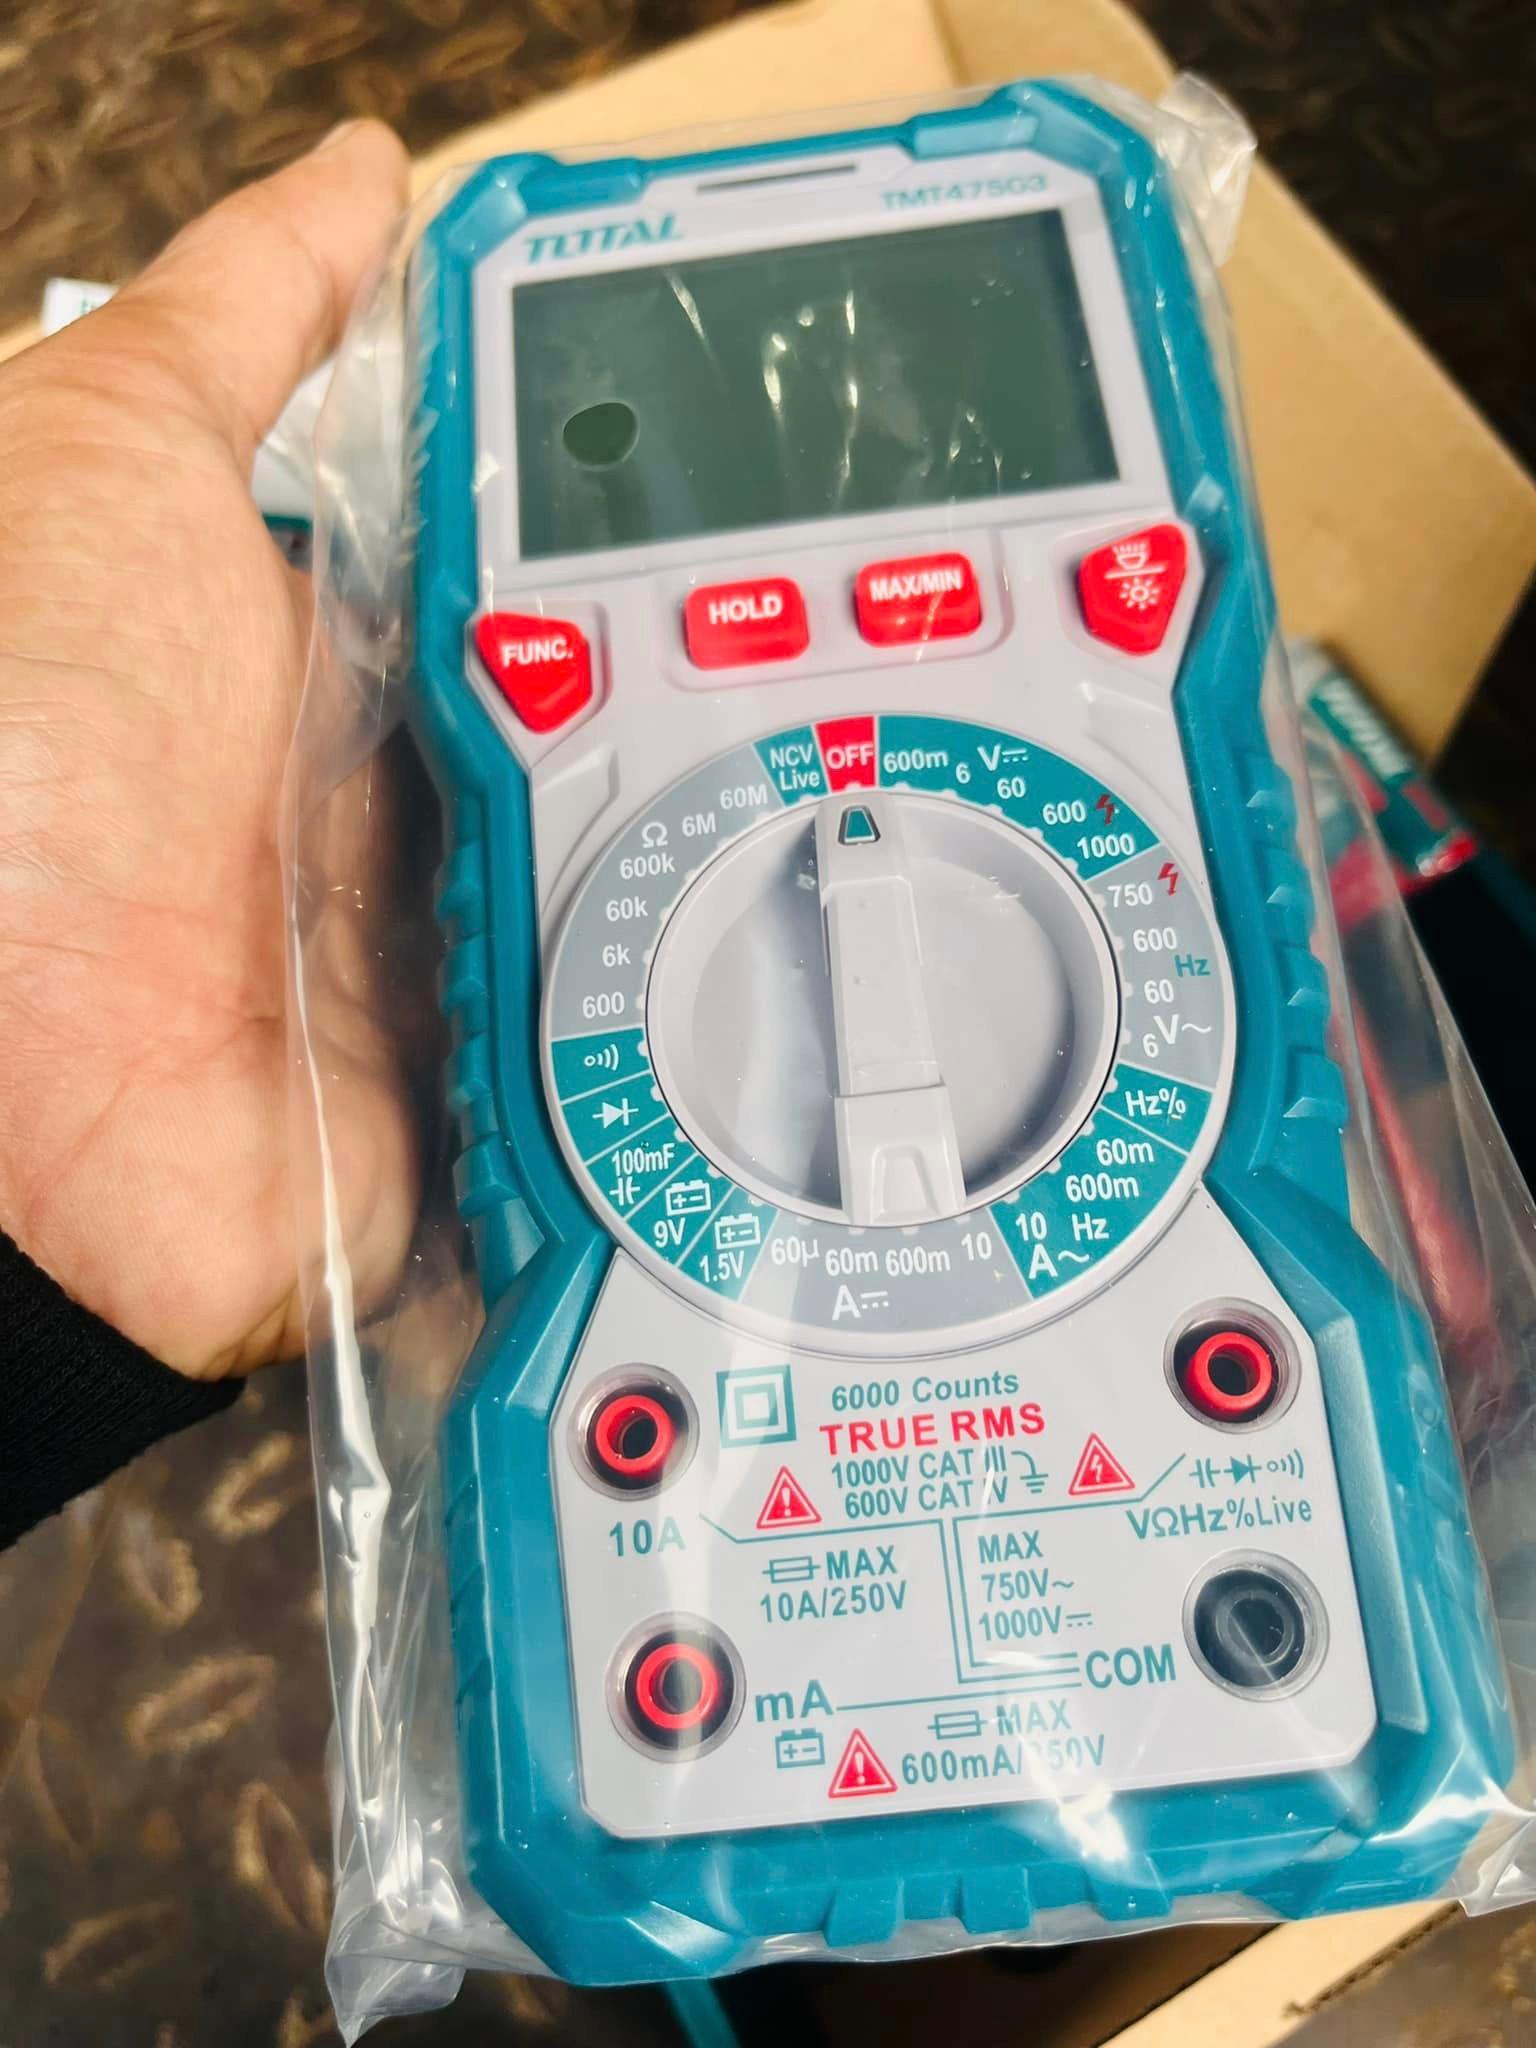 TOTAL
TMT47503
FUNC.
HOLD
MAX/MIN
NCV
Live
OFF
600m
6
V
60
600
1000
750
600
Hz
60
6
V~
Hz%
60m
600m
10
Hz
A~
10
600m
60m
60µ
A
1.5V
9V
100mF
600
6k
60k
600k
Ω
6M
60M
6000 Counts
TRUE RMS
1000V CAT III
600V CAT IV
10A
MAX
10A/250V
MAX
750V~
1000V
VΩHz%Live
COM
mA
MAX
600mA/250V
TOTAL